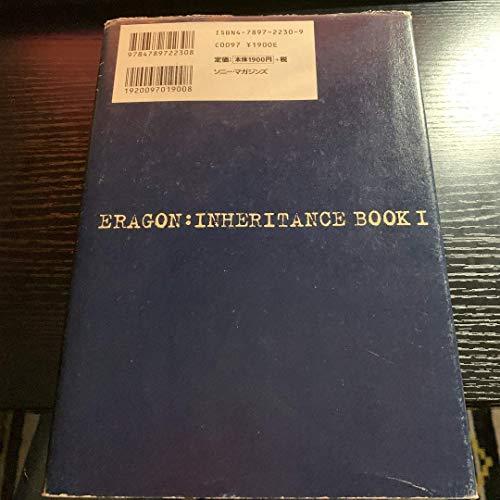 ISBN4-7897-2230-9
C0097 ¥1900E
定価:本体1900円+税
ソニー・マガジンズ
9784789722308
1920097019008
ERAGON:INHERITANCE BOOK I